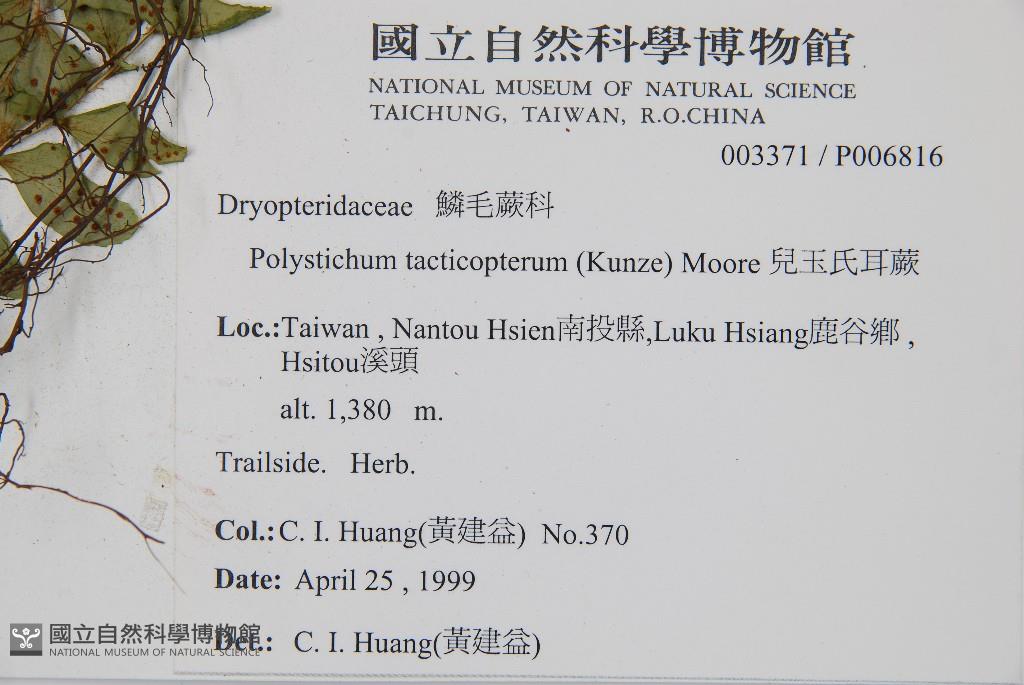 國立自然科學博物館
NATIONAL MUSEUM OF NATURAL SCIENCE
TAICHUNG, TAIWAN, R.O.CHINA
003371 / P006816
Dryopteridaceae 鱗毛蕨科
Polystichum tacticopterum (Kunze) Moore 兒玉氏耳蕨
Loc.:Taiwan , Nantou Hsien南投縣,Luku Hsiang鹿谷鄉 ,
Hsitou溪頭
alt. 1,380 m.
Trailside. Herb.
Col.: C. I. Huang(黃建益) No.370
Date: April 25 , 1999
Det.: C. I. Huang(黃建益)
國立自然科學博物館
NATIONAL MUSEUM OF NATURAL SCIENCE